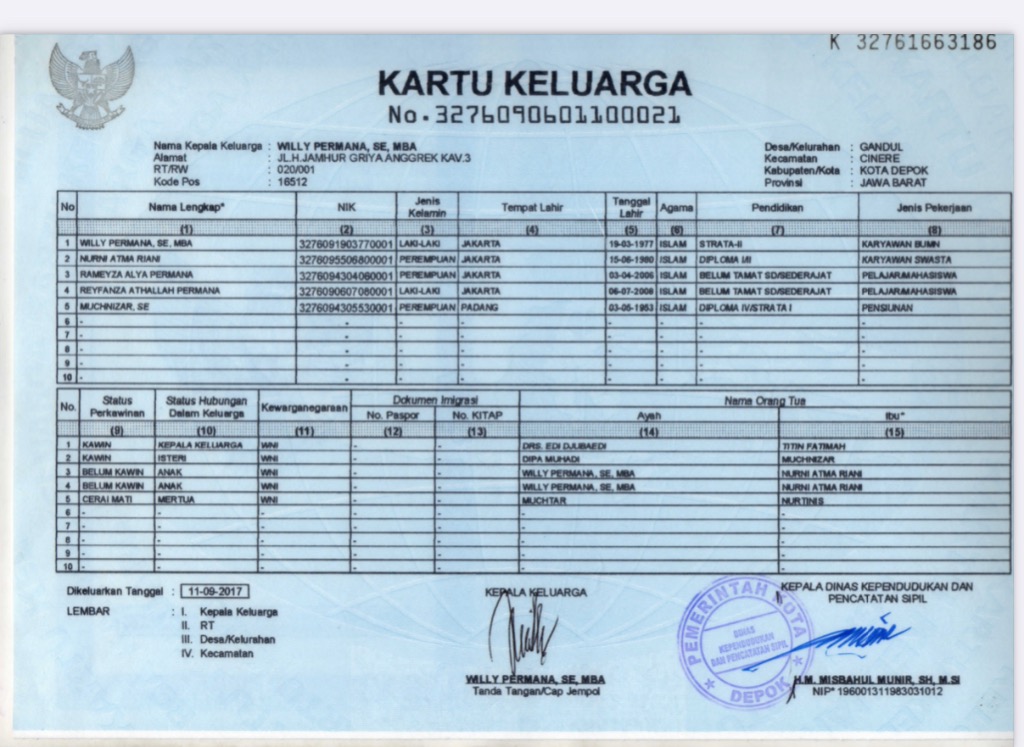 K 32761663186
KARTU KELUARGA
No.3276090601100021
Nama Kepala Keluarga : WILLY PERMANA, SE, MBA
Alamat : JL.H.JAMHUR GRIYA ANGGREK KAV.3
RT/RW : 020/001
Kode Pos : 16512
Desa/Kelurahan : GANDUL
Kecamatan : CINERE
Kabupaten/Kota : KOTA DEPOK
Provinsi : JAWA BARAT
No Nama Lengkap* NIK Jenis Kelamin Tempat Lahir Tanggal Lahir Agama Pendidikan Jenis Pekerjaan
(1) (2) (3) (4) (5) (6) (7) (8)
1 WILLY PERMANA, SE, MBA 3276091903770001 LAKI-LAKI JAKARTA 19-03-1977 ISLAM STRATA-II KARYAWAN BUMN
2 NURNI ATMA RIANI 3276095506800001 PEREMPUAN JAKARTA 15-06-1980 ISLAM DIPLOMA I/II KARYAWAN SWASTA
3 RAMEYZA ALYA PERMANA 3276094304060001 PEREMPUAN JAKARTA 03-04-2006 ISLAM BELUM TAMAT SD/SEDERAJAT PELAJAR/MAHASISWA
4 REYFANZA ATHALLAH PERMANA 3276090607080001 LAKI-LAKI JAKARTA 06-07-2008 ISLAM BELUM TAMAT SD/SEDERAJAT PELAJAR/MAHASISWA
5 MUCHNIZAR, SE 3276094305530001 PEREMPUAN PADANG 03-05-1953 ISLAM DIPLOMA IV/STRATA I PENSIUNAN
6 - - - - - - - -
7 - - - - - - - -
8 - - - - - - - -
9 - - - - - - - -
10 - - - - - - - -
No. Status Perkawinan Status Hubungan Dalam Keluarga Kewarganegaraan Dokumen Imigrasi Nama Orang Tua
No. Paspor No. KITAP Ayah Ibu*
(9) (10) (11) (12) (13) (14) (15)
1 KAWIN KEPALA KELUARGA WNI - - DRS. EDI DJUBAEDI TITIN FATIMAH
2 KAWIN ISTERI WNI - - DIPA MUHADI MUCHNIZAR
3 BELUM KAWIN ANAK WNI - - WILLY PERMANA, SE, MBA NURNI ATMA RIANI
4 BELUM KAWIN ANAK WNI - - WILLY PERMANA, SE, MBA NURNI ATMA RIANI
5 CERAI MATI MERTUA WNI - - MUCHTAR NURTINIS
6 - - - - - - -
7 - - - - - - -
8 - - - - - - -
9 - - - - - - -
10 - - - - - - -
Dikeluarkan Tanggal : 11-09-2017
LEMBAR : I. Kepala Keluarga
II. RT
III. Desa/Kelurahan
IV. Kecamatan
KEPALA KELUARGA
WILLY PERMANA, SE, MBA
Tanda Tangan/Cap Jempol
KEPALA DINAS KEPENDUDUKAN DAN
PENCATATAN SIPIL
PEMERINTAH KOTA
DINAS
KEPENDUDUKAN
DAN PENCATATAN SIPIL
DEPOK
H.M. MISBAHUL MUNIR, SH, M.SI
NIP* 196001311983031012